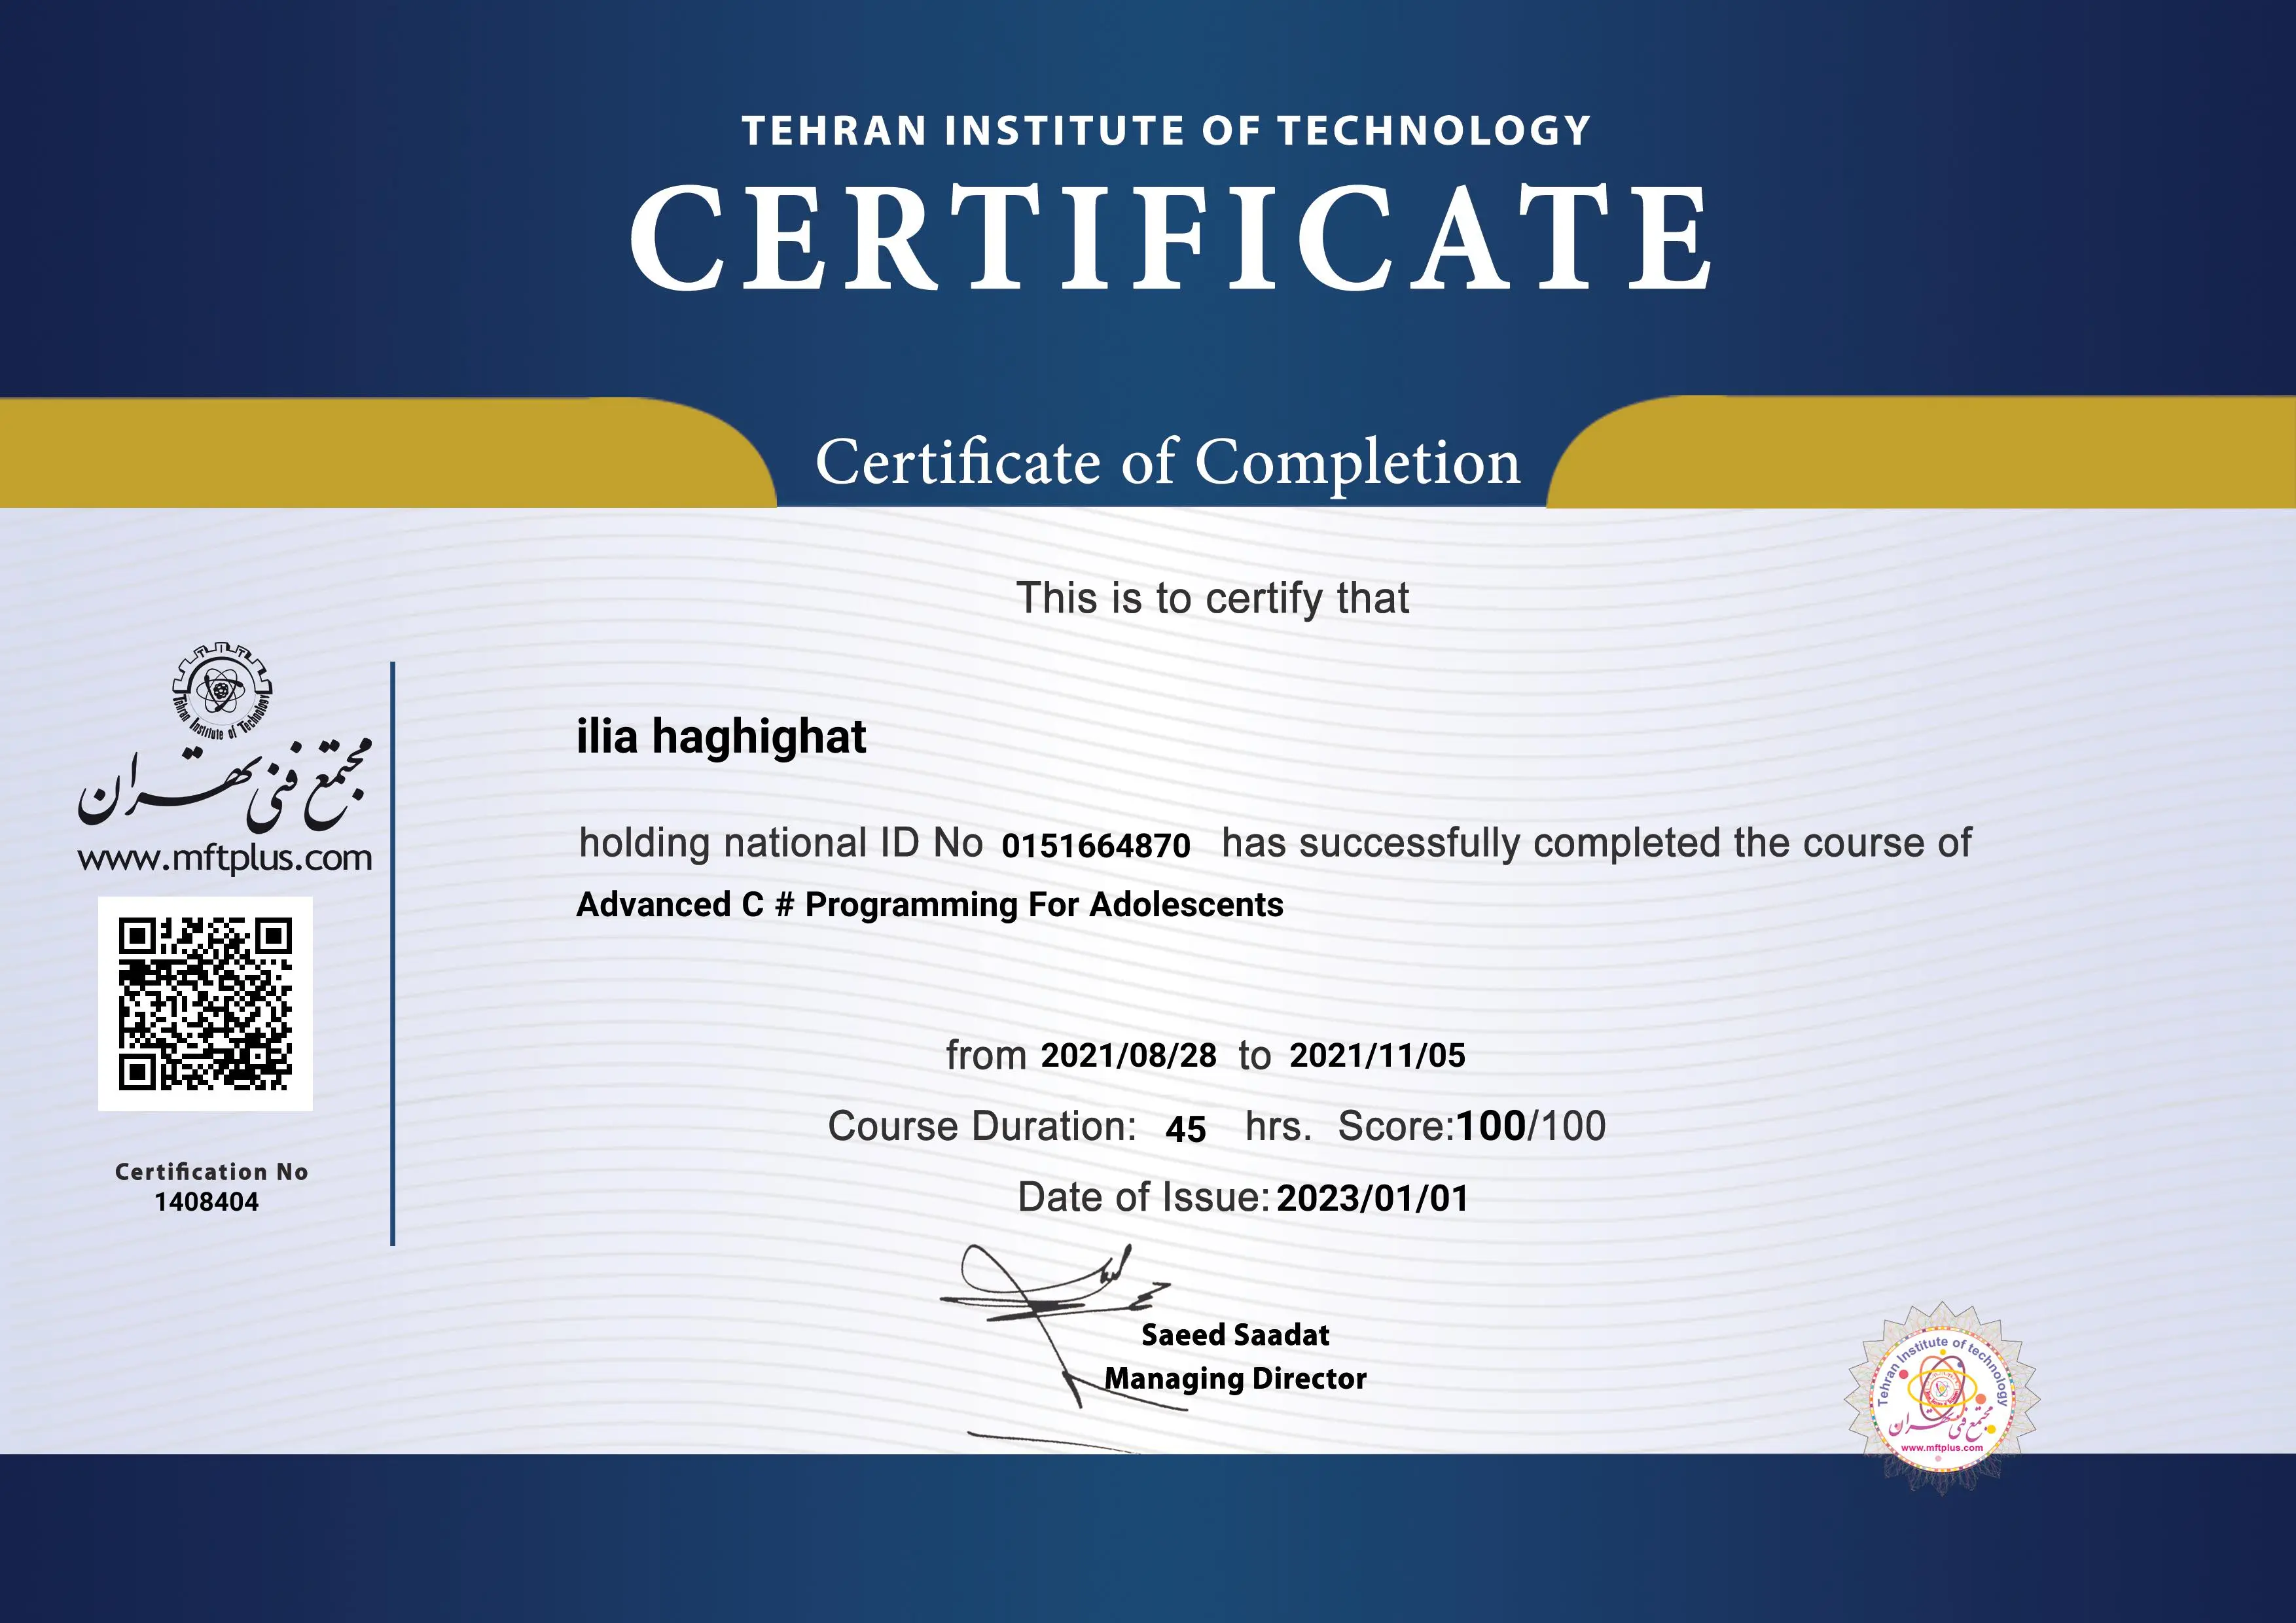 TEHRAN INSTITUTE OF TECHNOLOGY
CERTIFICATE
Certificate of Completion
This is to certify that
Tehran Institute of Technology
مجتمع فنی تهران
www.mftplus.com
ilia haghighat
holding national ID No 0151664870 has successfully completed the course of
Advanced C # Programming For Adolescents
from 2021/08/28 to 2021/11/05
Course Duration: 45 hrs. Score:100/100
Certification No
1408404
Date of Issue: 2023/01/01
Saeed Saadat
Managing Director
Tehran Institute of technology
مجتمع فنی تهران
www.mftplus.com